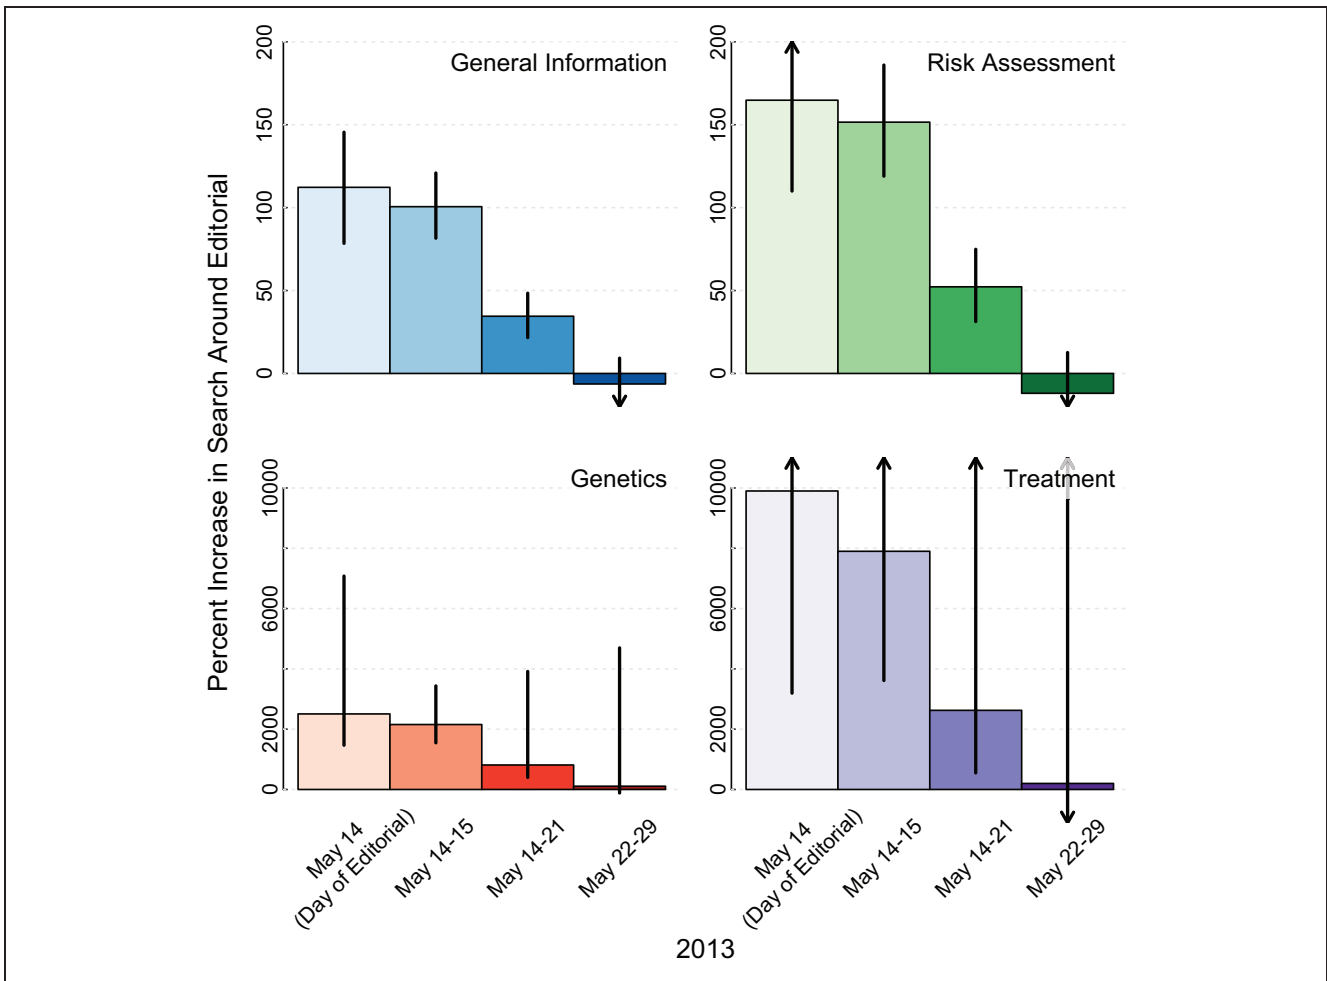 Percent Increase in Search Around Editorial
General Information
200
150
100
50
0
Risk Assessment
200
150
100
50
0
Genetics
10000
6000
2000
0
Treatment
10000
6000
2000
0
May 14
(Day of Editorial)
May 14-15
May 14-21
May 22-29
May 14
(Day of Editorial)
May 14-15
May 14-21
May 22-29
2013